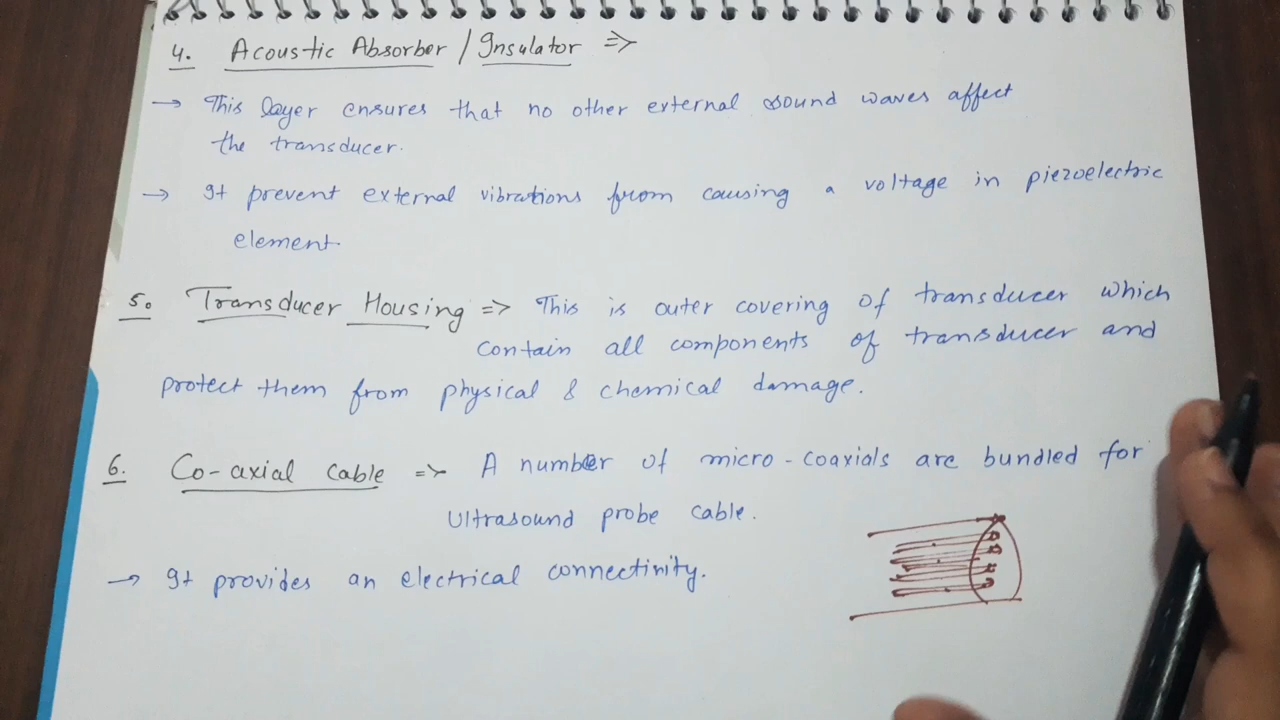 4. Acoustic Absorber / Insulator =>
→ This layer ensures that no other external sound waves affect
the transducer.
→ It prevent external vibrations from causing a voltage in piezoelectric
element.
5. Transducer Housing => This is outer covering of transducer which
contain all components of transducer and
protect them from physical & chemical damage.
6. Co-axial cable => A number of micro-coaxials are bundled for
Ultrasound probe cable.
→ It provides an electrical connectinity.